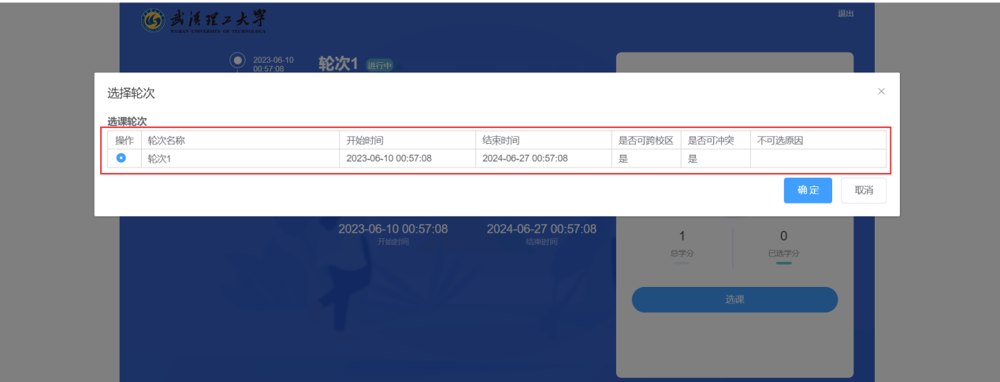 武汉理工大学
WUHAN UNIVERSITY OF TECHNOLOGY
退出
2023-06-10
00:57:08
轮次1 进行中
选择轮次
选课轮次
操作 轮次名称 开始时间 结束时间 是否可跨校区 是否可冲突 不可选原因
轮次1 2023-06-10 00:57:08 2024-06-27 00:57:08 是 是
确定 取消
2023-06-10 00:57:08 2024-06-27 00:57:08
开始时间 结束时间
1 0
总学分 已选学分
选课